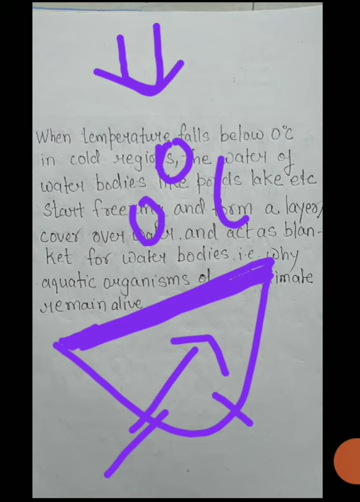 When temperature falls below 0°c
in cold regions, the water of
water bodies like ponds lake etc
start freezing and form a layer/
cover over water, and act as blan-
ket for water bodies, i.e. why
aquatic organisms of
remain alive